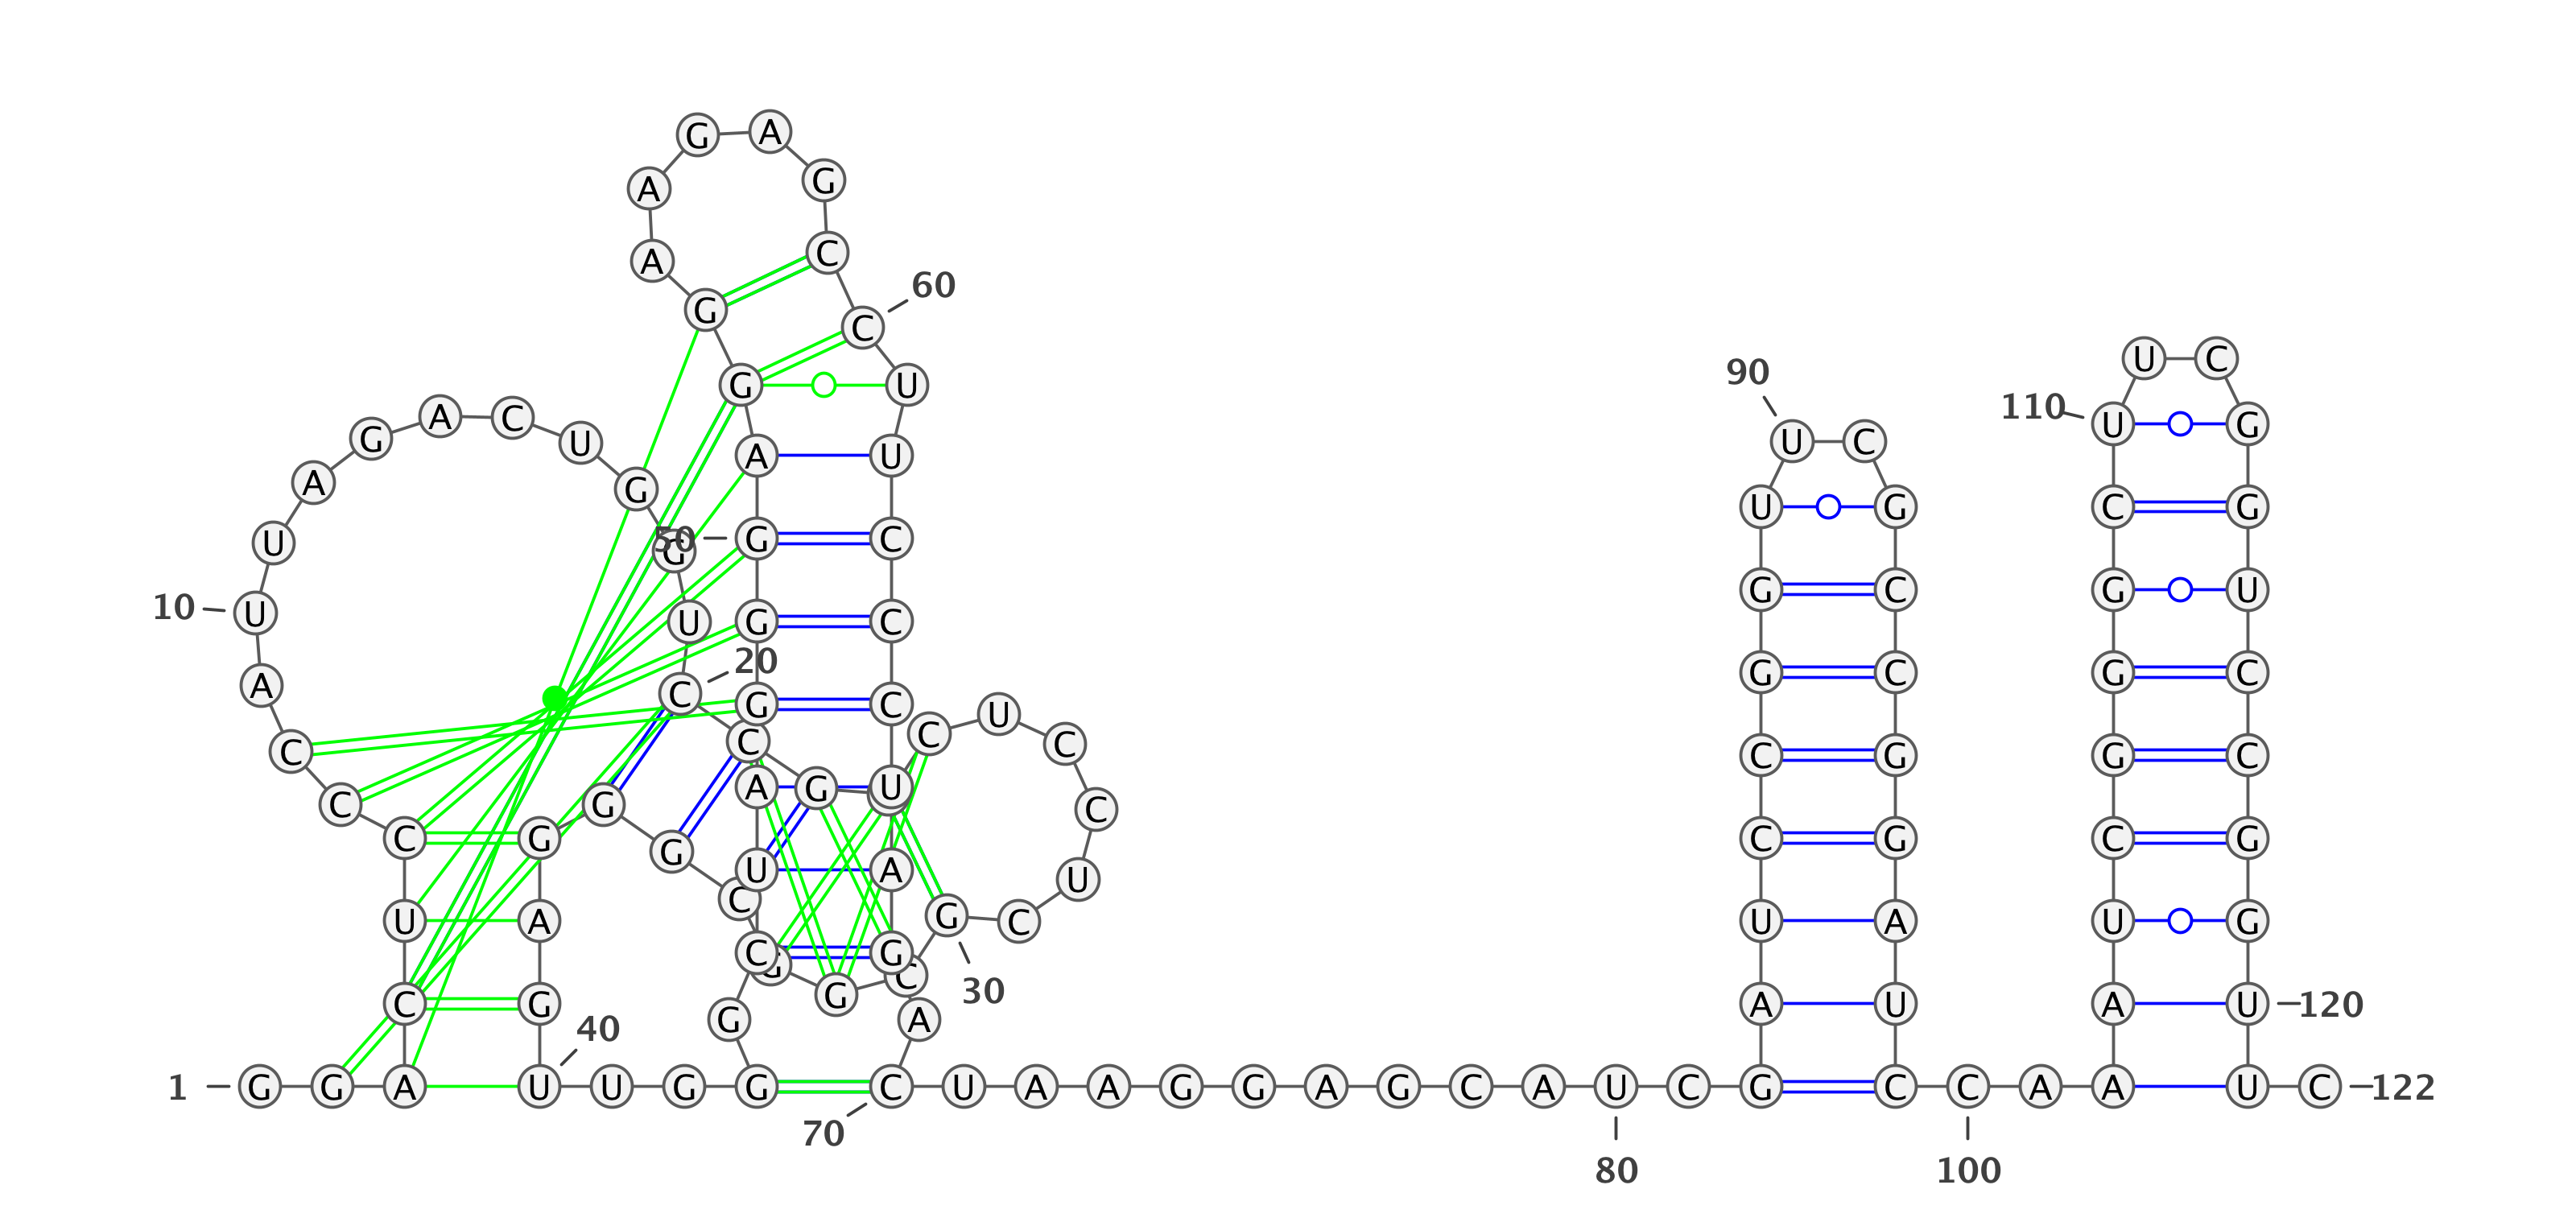 G A
A G
A C
60
G
C
U C
90
G U
110
A C
U G
G U
U C
A U
A G
U G C G
50 G C
G
G C G U
10
U U G C
20
G C G C
A C G C
U
C C C
C G G C
A G U
C G C
C G C G C G
G
U A
U
C G C
U A U A U G
C G
G C
G 30
C G A U A U 120
G A
40
1 G G A U U G G C U A A G G A G C A U C G C C A A U C 122
70
80 100